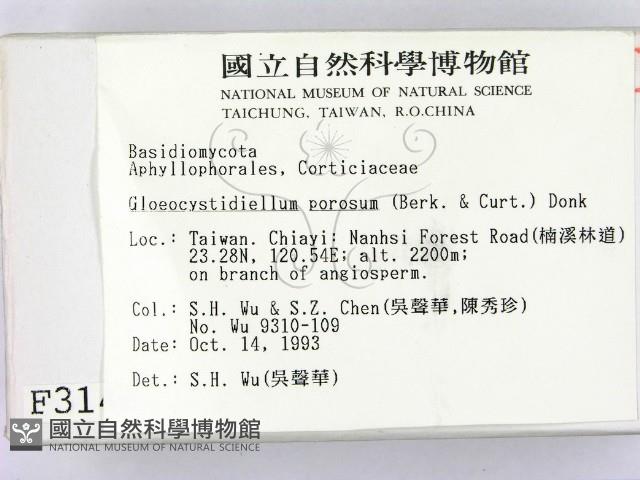 國立自然科學博物館
NATIONAL MUSEUM OF NATURAL SCIENCE
TAICHUNG, TAIWAN, R.O.CHINA
Basidiomycota
Aphyllophorales, Corticiaceae
Gloeocystidiellum porosum (Berk. & Curt.) Donk
Loc.: Taiwan. Chiayi: Nanhsi Forest Road(楠溪林道)
23.28N, 120.54E; alt. 2200m;
on branch of angiosperm.
Col.: S.H. Wu & S.Z. Chen(吳聲華,陳秀珍)
No. Wu 9310-109
Date: Oct. 14, 1993
Det.: S.H. Wu(吳聲華)
F314
國立自然科學博物館
NATIONAL MUSEUM OF NATURAL SCIENCE